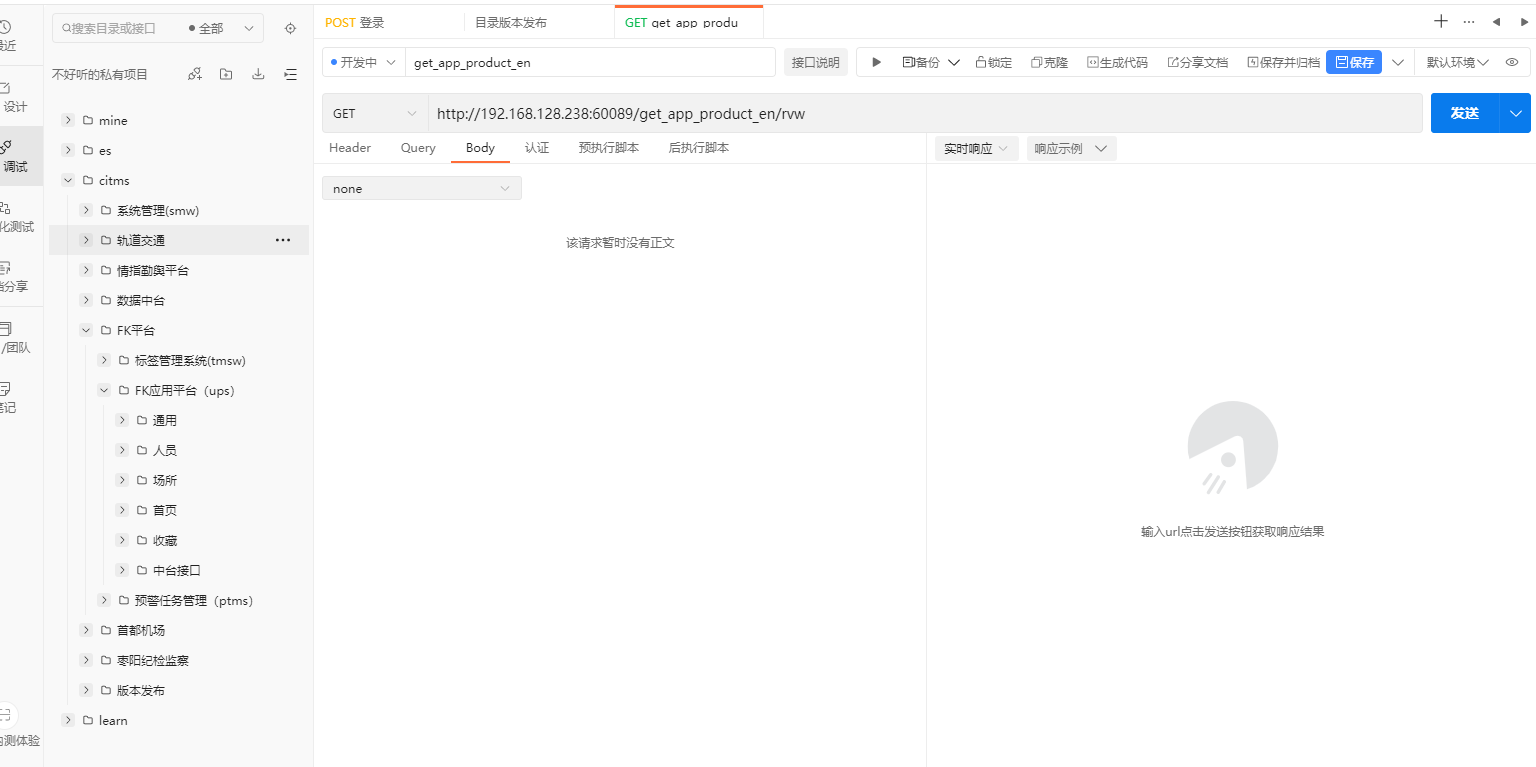 POST 登录
目录版本发布
GET get_app_produ
搜索目录或接口
全部
近
不好听的私有项目
设计
调试
化测试
分享
/团队
记
测体验
mine
es
citms
系统管理(smw)
轨道交通
情指勤舆平台
数据中台
FK平台
标签管理系统(tmsw)
FK应用平台（ups）
通用
人员
场所
首页
收藏
中台接口
预警任务管理（ptms）
首都机场
枣阳纪检监察
版本发布
learn
开发中
get_app_product_en
接口说明
备份
锁定
克隆
生成代码
分享文档
保存并归档
保存
默认环境
GET
http://192.168.128.238:60089/get_app_product_en/rvw
发送
Header
Query
Body
认证
预执行脚本
后执行脚本
实时响应
响应示例
none
该请求暂时没有正文
输入url点击发送按钮获取响应结果